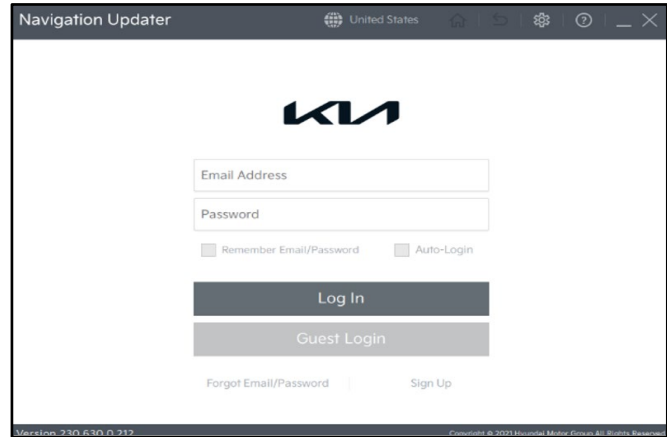 Navigation Updater United States
KIA
Email Address
Password
Remember Email/Password Auto-Login
Log In
Guest Login
Forgot Email/Password Sign Up
Version 230.630.0.212 Copyright © 2021 Hyundai Motor Group All Rights Reserved